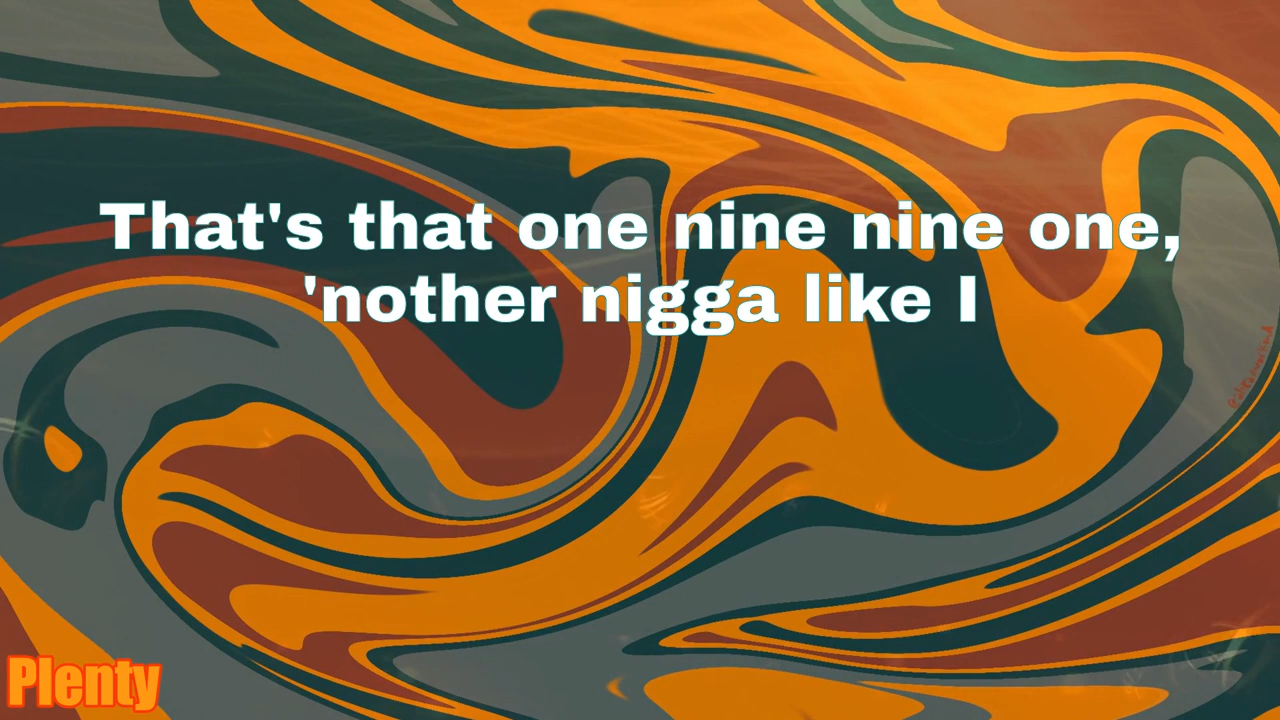 That's that one nine nine one,
'nother nigga like I
Plenty